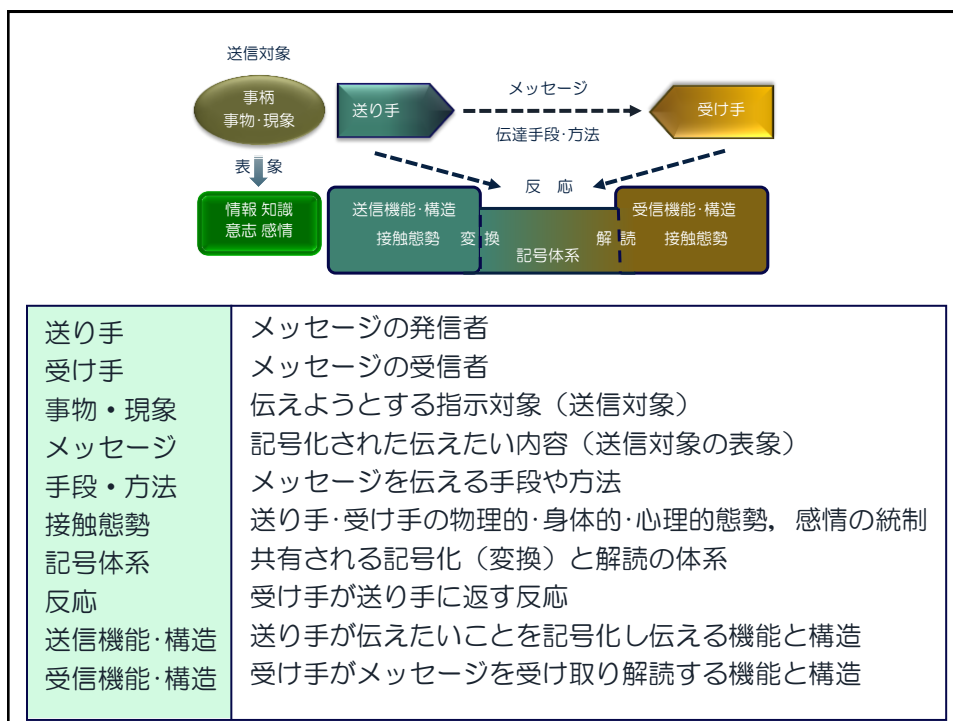 送信対象
事柄
事物･現象
送り手
メッセージ
伝達手段･方法
受け手
表 象
情報 知識
意志 感情
反 応
送信機能･構造
接触態勢
変 換
記号体系
解 読
受信機能･構造
接触態勢
送り手 メッセージの発信者
受け手 メッセージの受信者
事物・現象 伝えようとする指示対象（送信対象）
メッセージ 記号化された伝えたい内容（送信対象の表象）
手段・方法 メッセージを伝える手段や方法
接触態勢 送り手･受け手の物理的･身体的･心理的態勢，感情の統制
記号体系 共有される記号化（変換）と解読の体系
反応 受け手が送り手に返す反応
送信機能･構造 送り手が伝えたいことを記号化し伝える機能と構造
受信機能･構造 受け手がメッセージを受け取り解読する機能と構造